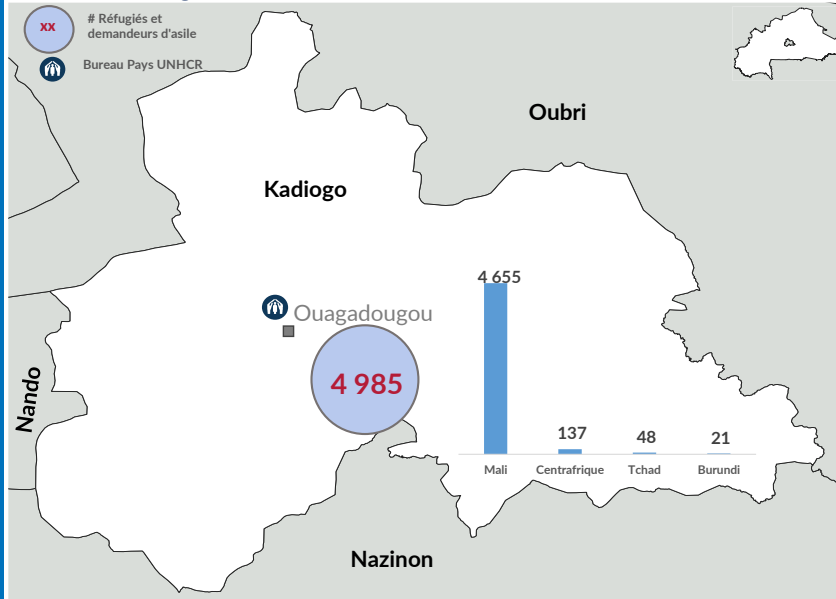 xx
# Réfugiés et
demandeurs d'asile
Bureau Pays UNHCR
Oubri
Kadiogo
4 655
Ouagadougou
4 985
Nando
137
48
21
Mali
Centrafrique
Tchad
Burundi
Nazinon